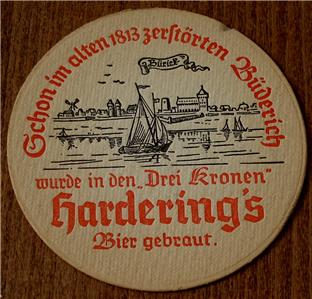 Schon im alten 1813 zerstörten Büderich
Bürick
wurde in den „Drei Kronen"
Hardering's
Bier gebraut.